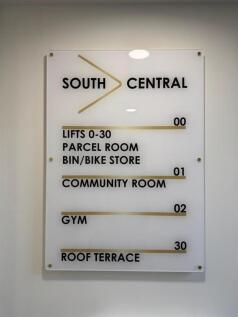 SOUTH CENTRAL
00
LIFTS 0-30
PARCEL ROOM
BIN/BIKE STORE
01
COMMUNITY ROOM
02
GYM
30
ROOF TERRACE